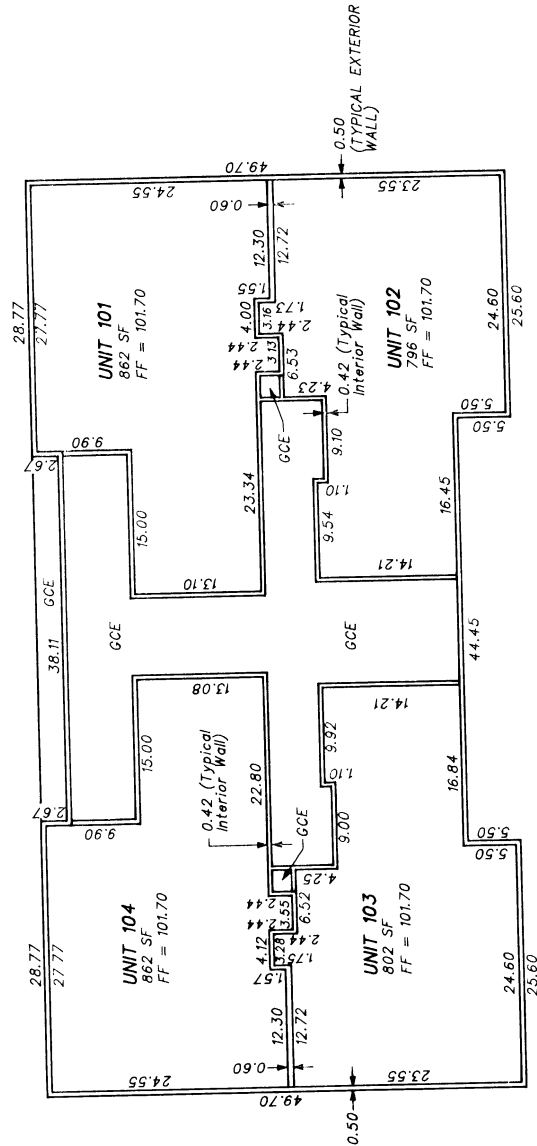 28.77
27.77
24.55
49.70
UNIT 101
862 SF
FF = 101.70
9.90
2.67
15.00
13.10
23.34
0.60
12.30
12.72
1.55
4.00
3.16
1.73
2.44
2.44
3.13
2.44
6.53
4.23
GCE
0.42 (Typical
Interior Wall)
9.10
1.10
9.54
14.21
UNIT 102
796 SF
FF = 101.70
0.50
(TYPICAL EXTERIOR
WALL)
23.55
24.60
25.60
5.50
5.50
16.45
GCE
38.11
GCE
GCE
44.45
28.77
27.77
24.55
49.70
UNIT 104
862 SF
FF = 101.70
2.67
9.90
15.00
13.08
0.42 (Typical
Interior Wall)
22.80
GCE
2.44
2.44
3.55
6.52
4.25
4.12
3.28
2.44
1.75
1.57
12.30
12.72
0.60
9.92
1.10
9.00
14.21
16.84
5.50
5.50
UNIT 103
802 SF
FF = 101.70
24.60
25.60
23.55
0.50